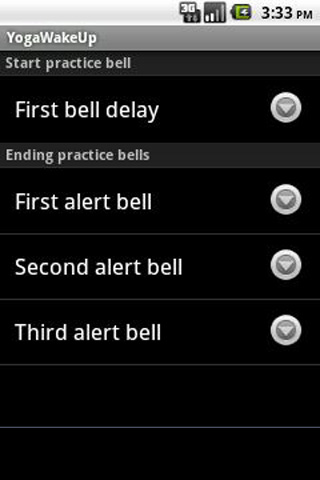 3G 3:33 PM
YogaWakeUp
Start practice bell
First bell delay
Ending practice bells
First alert bell
Second alert bell
Third alert bell